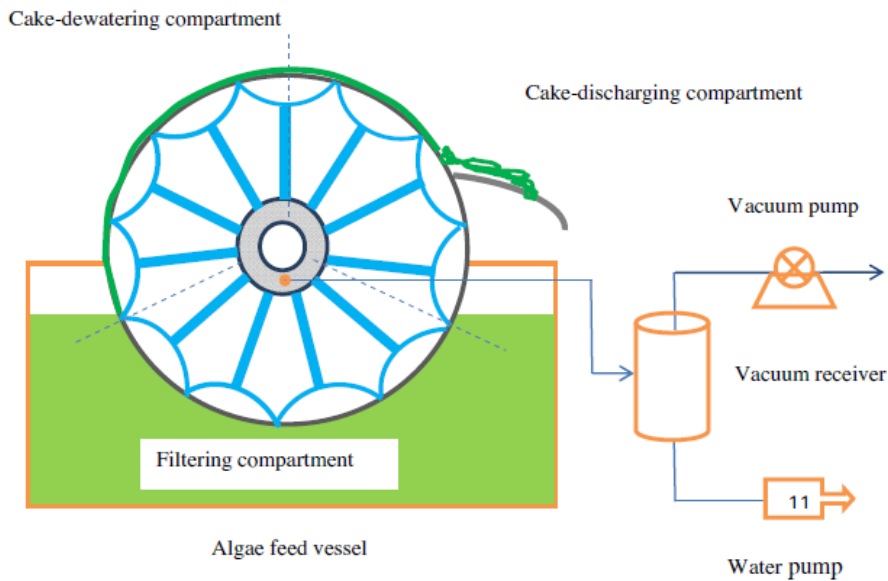 Cake-dewatering compartment
Cake-discharging compartment
Vacuum pump
Vacuum receiver
Filtering compartment
11
Algae feed vessel
Water pump